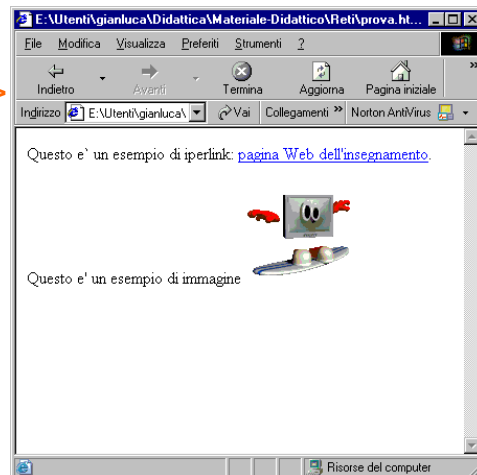 E:\Utenti\gianluca\Didattica\Materiale-Didattico\Reti\prova.ht...
File Modifica Visualizza Preferiti Strumenti ?
Indietro Avanti Termina Aggiorna Pagina iniziale »
Indirizzo E:\Utenti\gianluca\ Vai Collegamenti » Norton AntiVirus
Questo e` un esempio di iperlink: pagina Web dell'insegnamento.
Questo e' un esempio di immagine
Risorse del computer